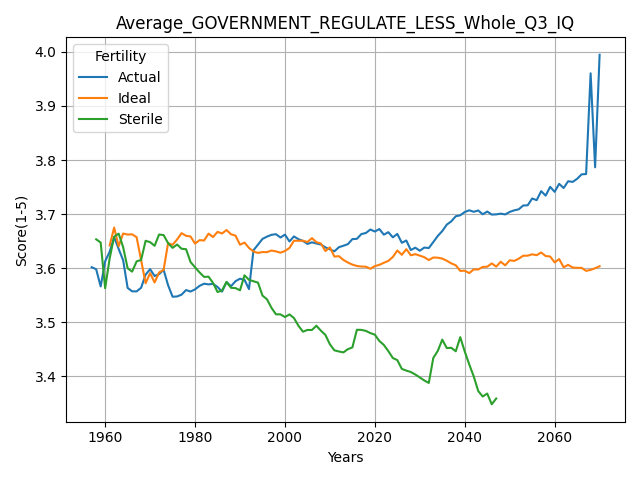 Average_GOVERNMENT_REGULATE_LESS_Whole_Q3_IQ
Fertility
Actual
Ideal
Sterile
Score(1-5)
4.0
3.9
3.8
3.7
3.6
3.5
3.4
1960 1980 2000 2020 2040 2060
Years